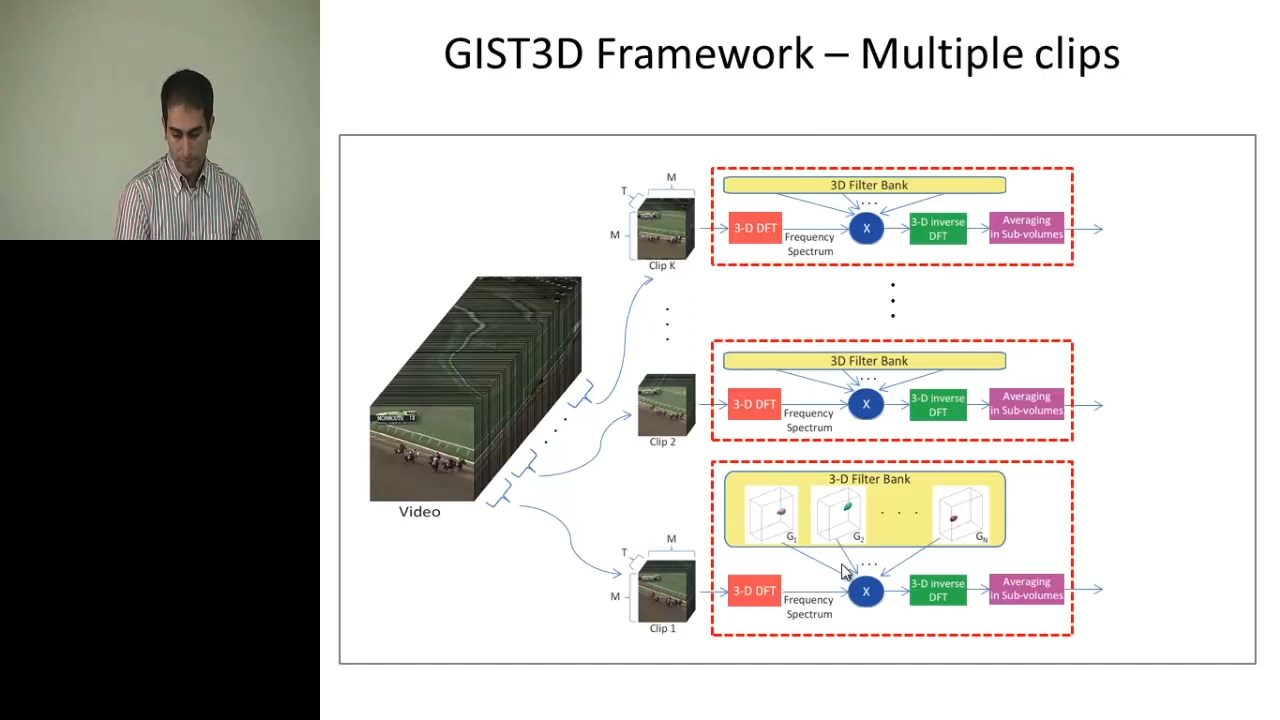 GIST3D Framework – Multiple clips
M
T
M
Clip K
3D Filter Bank
. . .
3-D DFT
Frequency
Spectrum
X
3-D inverse
DFT
Averaging
in Sub-volumes
Video
Clip 2
3D Filter Bank
. . .
3-D DFT
Frequency
Spectrum
X
3-D inverse
DFT
Averaging
in Sub-volumes
M
T
M
Clip 1
3-D Filter Bank
G1
G2
. . .
GN
. . .
3-D DFT
Frequency
Spectrum
X
3-D inverse
DFT
Averaging
in Sub-volumes